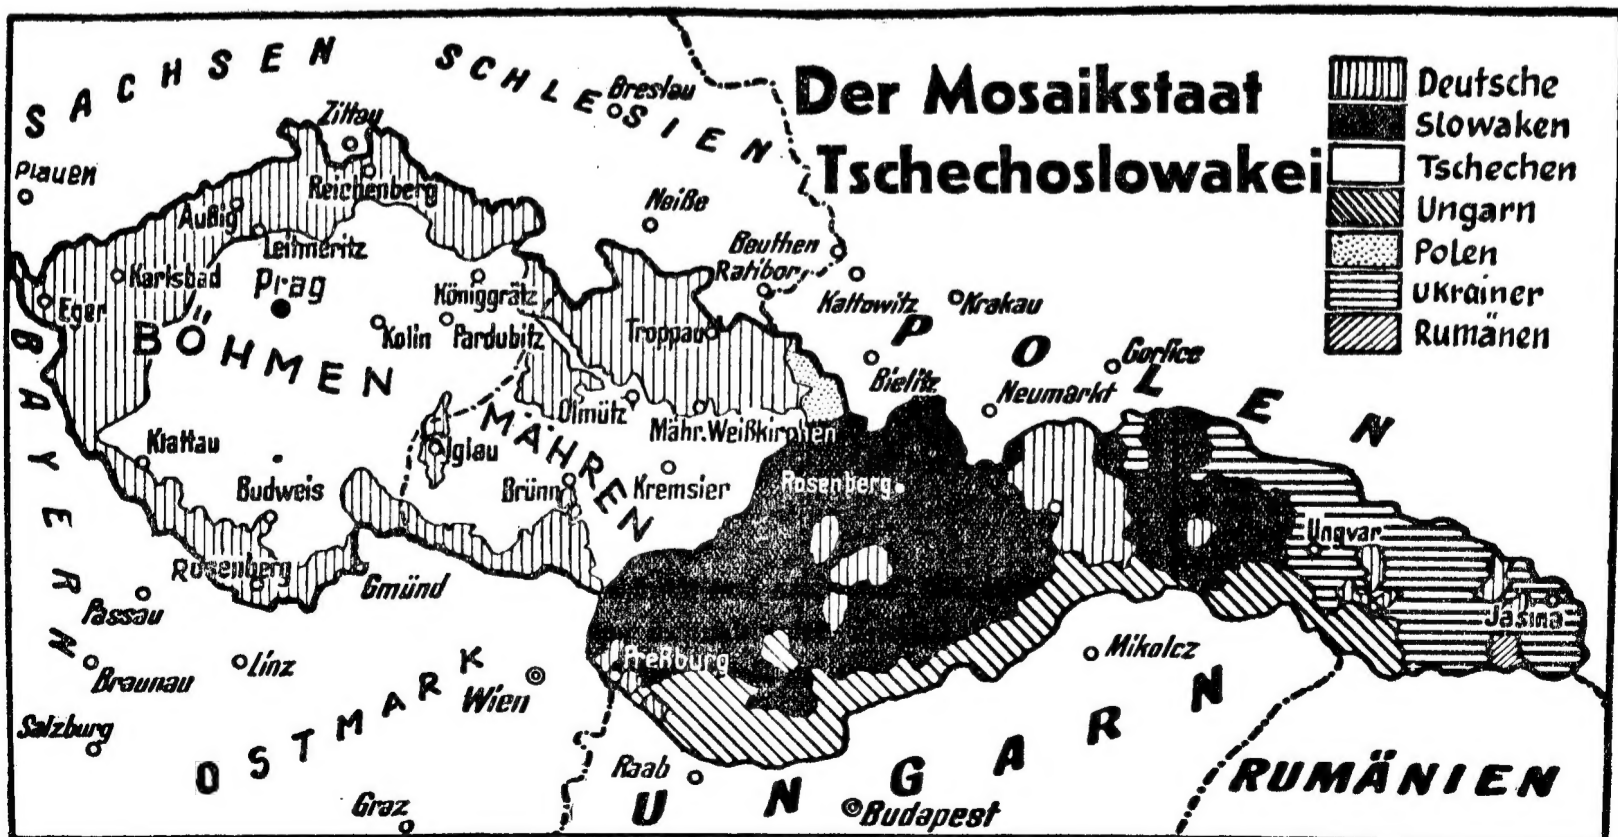 Der Mosaikstaat
Tschechoslowakei
Deutsche
Slowaken
Tschechen
Ungarn
Polen
Ukrainer
Rumänen
SACHSEN
SCHLESIEN
Breslau
Zittau
Plauen
Reichenberg
Neiße
Außig
Leitmeritz
Beuthen
Ratibor
Karlsbad
Prag
Eger
Königgrätz
Kattowitz
Krakau
BÖHMEN
Kolin
Pardubitz
Troppau
POLEN
Gorlice
Bielitz
Neumarkt
BAYERN
Olmütz
Mähr. Weißkirchen
MÄHREN
Klattau
Iglau
Budweis
Brünn
Kremsier
Rosenberg
Ungvar
Rosenberg
Gmünd
Passau
Jasina
Preßburg
Mikolcz
Braunau
Linz
Wien
Salzburg
OSTMARK
Raab
UNGARN
RUMÄNIEN
Graz
Budapest